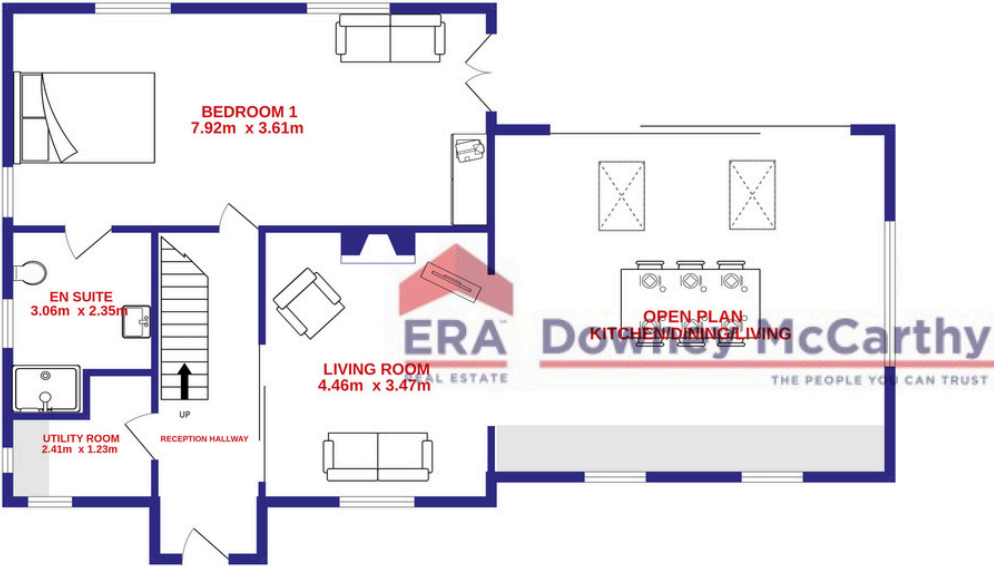 BEDROOM 1
7.92m x 3.61m
EN SUITE
3.06m x 2.35m
OPEN PLAN
KITCHEN/DINING/LIVING
ERA™ Downey McCarthy
REAL ESTATE
THE PEOPLE YOU CAN TRUST
LIVING ROOM
4.46m x 3.47m
UP
UTILITY ROOM
2.41m x 1.23m
RECEPTION HALLWAY